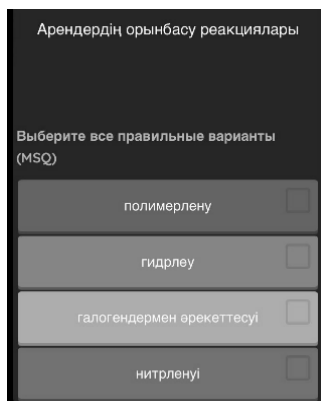 Арендердің орынбасу реакциялары
Выберите все правильные варианты
(MSQ)
полимерлену
гидрлеу
галогендермен әрекеттесуі
нитрленуі